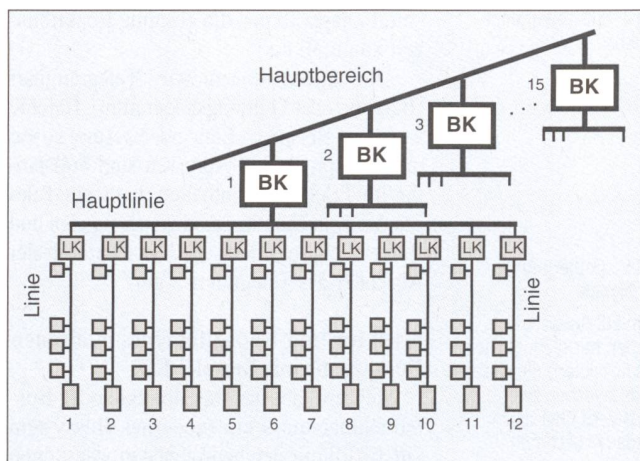 Hauptbereich
15
BK
3
BK
...
2
BK
1
BK
Hauptlinie
LK LK LK LK LK LK LK LK LK LK LK LK
Linie
Linie
1 2 3 4 5 6 7 8 9 10 11 12